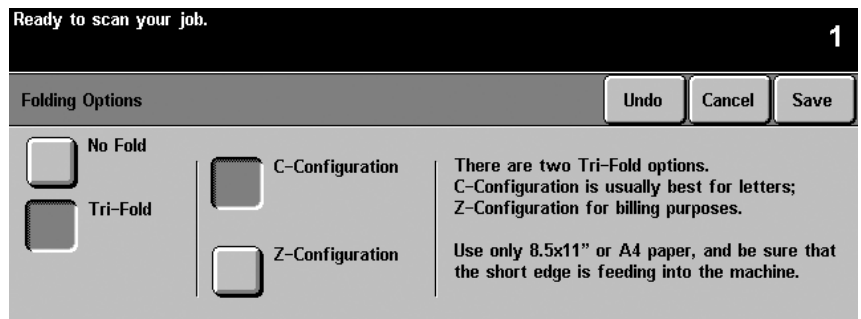 Ready to scan your job.
1
Folding Options
Undo
Cancel
Save
No Fold
Tri-Fold
C-Configuration
Z-Configuration
There are two Tri-Fold options.
C-Configuration is usually best for letters;
Z-Configuration for billing purposes.
Use only 8.5x11” or A4 paper, and be sure that
the short edge is feeding into the machine.